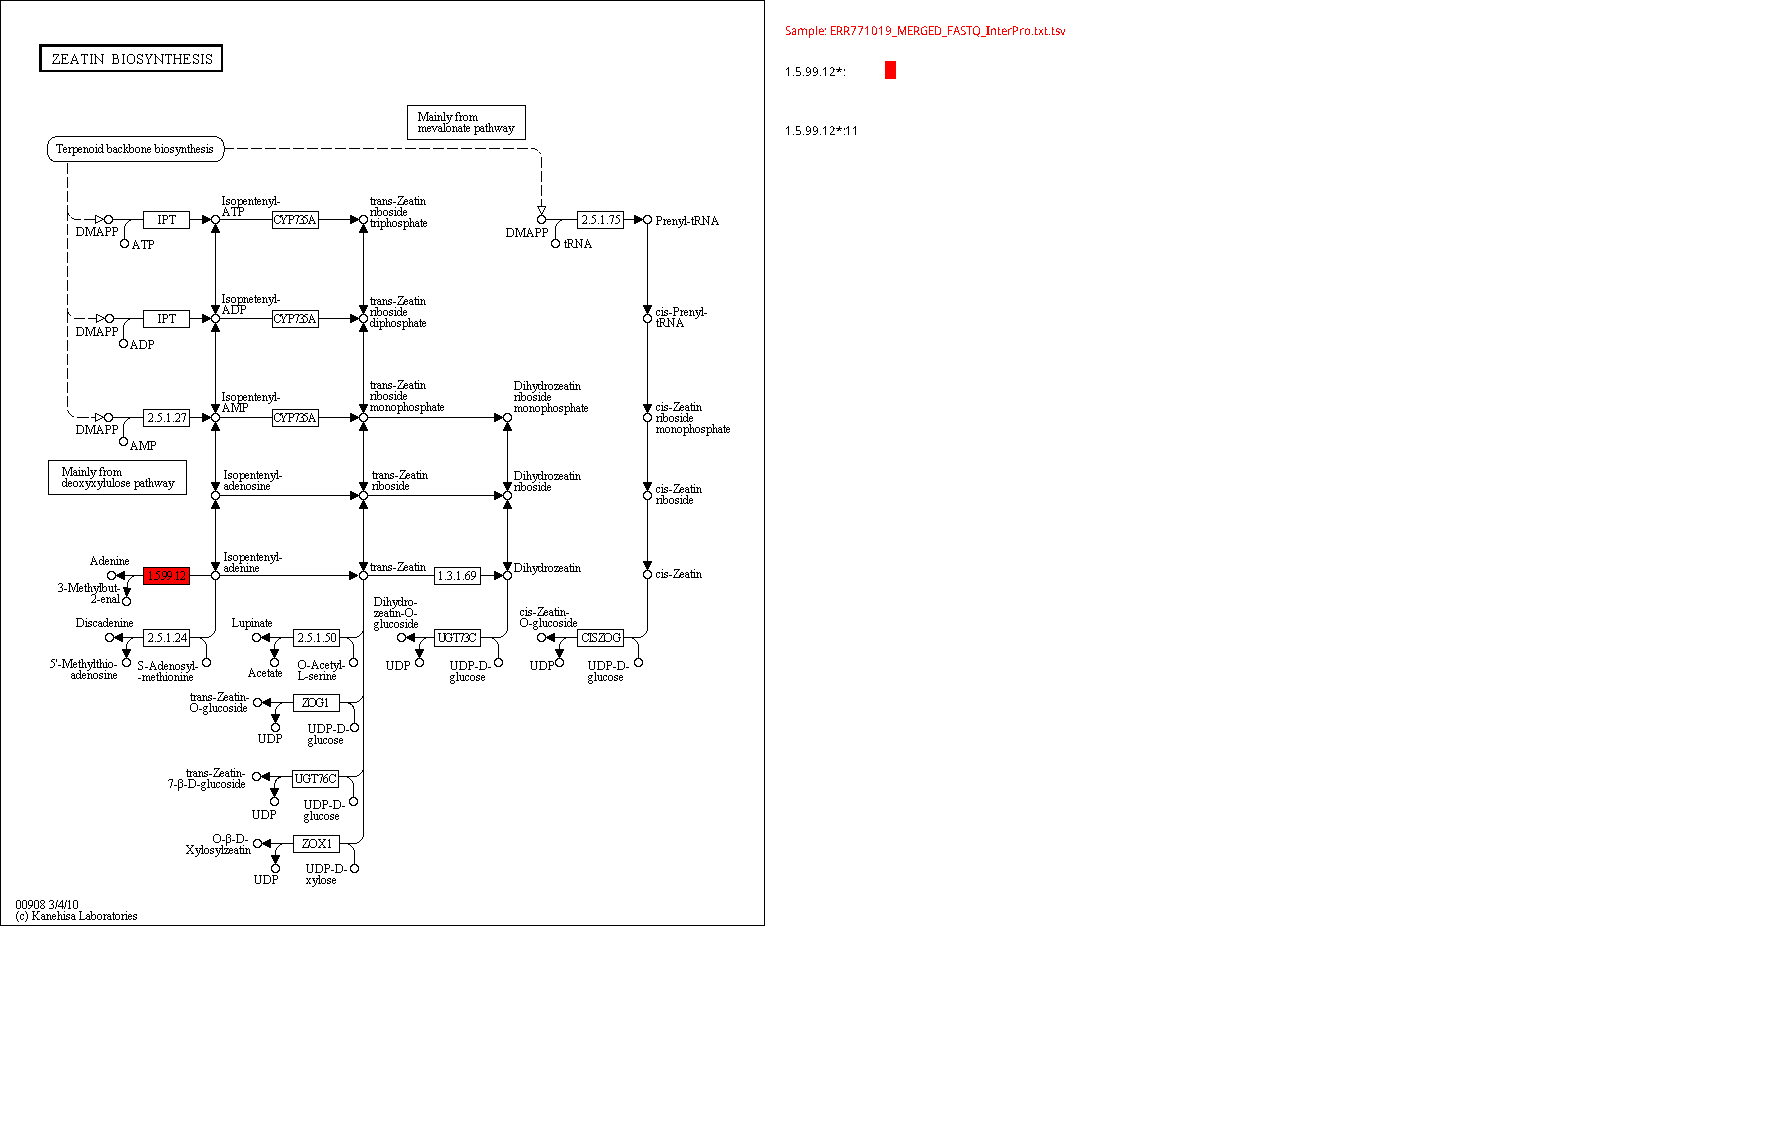 Sample: ERR771019_MERGED_FASTQ_InterPro.txt.tsv
ZEATIN BIOSYNTHESIS
1.5.99.12*:
Mainly from
mevalonate pathway
1.5.99.12*:11
Terpenoid backbone biosynthesis
Isopentenyl-
ATP
trans-Zeatin
riboside
triphosphate
IPT
CYP735A
2.5.1.75
Prenyl-tRNA
DMAPP
ATP
DMAPP
tRNA
Isopnetenyl-
ADP
trans-Zeatin
riboside
diphosphate
IPT
CYP735A
cis-Prenyl-
tRNA
DMAPP
ADP
Isopentenyl-
AMP
trans-Zeatin
riboside
monophosphate
Dihydrozeatin
riboside
monophosphate
2.5.1.27
CYP735A
cis-Zeatin
riboside
monophosphate
DMAPP
AMP
Mainly from
deoxyxylulose pathway
Isopentenyl-
adenosine
trans-Zeatin
riboside
Dihydrozeatin
riboside
cis-Zeatin
riboside
Adenine
1.5.99.12
Isopentenyl-
adenine
trans-Zeatin
1.3.1.69
Dihydrozeatin
cis-Zeatin
3-Methylbut-
2-enal
Discadenine
2.5.1.24
5'-Methylthio-
adenosine
S-Adenosyl-
-methionine
Lupinate
2.5.1.50
Acetate
O-Acetyl-
L-serine
Dihydro-
zeatin-O-
glucoside
UGT73C
UDP
UDP-D-
glucose
cis-Zeatin-
O-glucoside
CISZOG
UDP
UDP-D-
glucose
trans-Zeatin-
O-glucoside
ZOG1
UDP
UDP-D-
glucose
trans-Zeatin-
7-β-D-glucoside
UGT76C
UDP
UDP-D-
glucose
O-β-D-
Xylosylzeatin
ZOX1
UDP
UDP-D-
xylose
00908 3/4/10
(c) Kanehisa Laboratories